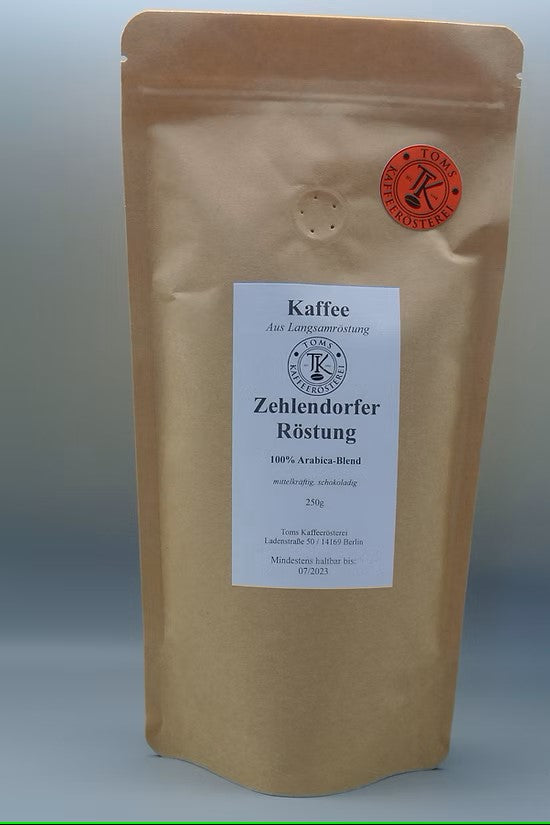 TOMS
TK
KAFFEERÖSTEREI
Kaffee
Aus Langsamröstung
TOMS
TK
KAFFEERÖSTEREI
Zehlendorfer
Röstung
100% Arabica-Blend
mittelkräftig, schokoladig
250g
Toms Kaffeerösterei
Ladenstraße 50 / 14169 Berlin
Mindestens haltbar bis:
07/2023